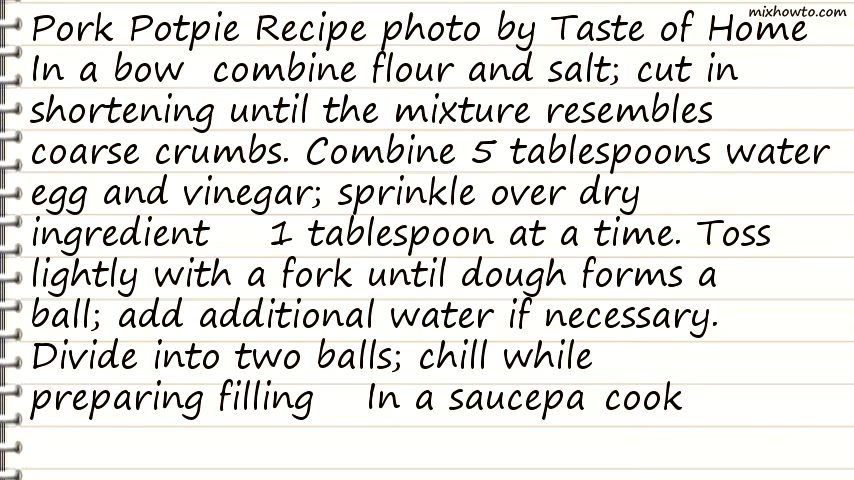 mixhowto.com
Pork Potpie Recipe photo by Taste of Home
In a bow combine flour and salt; cut in
shortening until the mixture resembles
coarse crumbs. Combine 5 tablespoons water
egg and vinegar; sprinkle over dry
ingredient 1 tablespoon at a time. Toss
lightly with a fork until dough forms a
ball; add additional water if necessary.
Divide into two balls; chill while
preparing filling In a saucepa cook